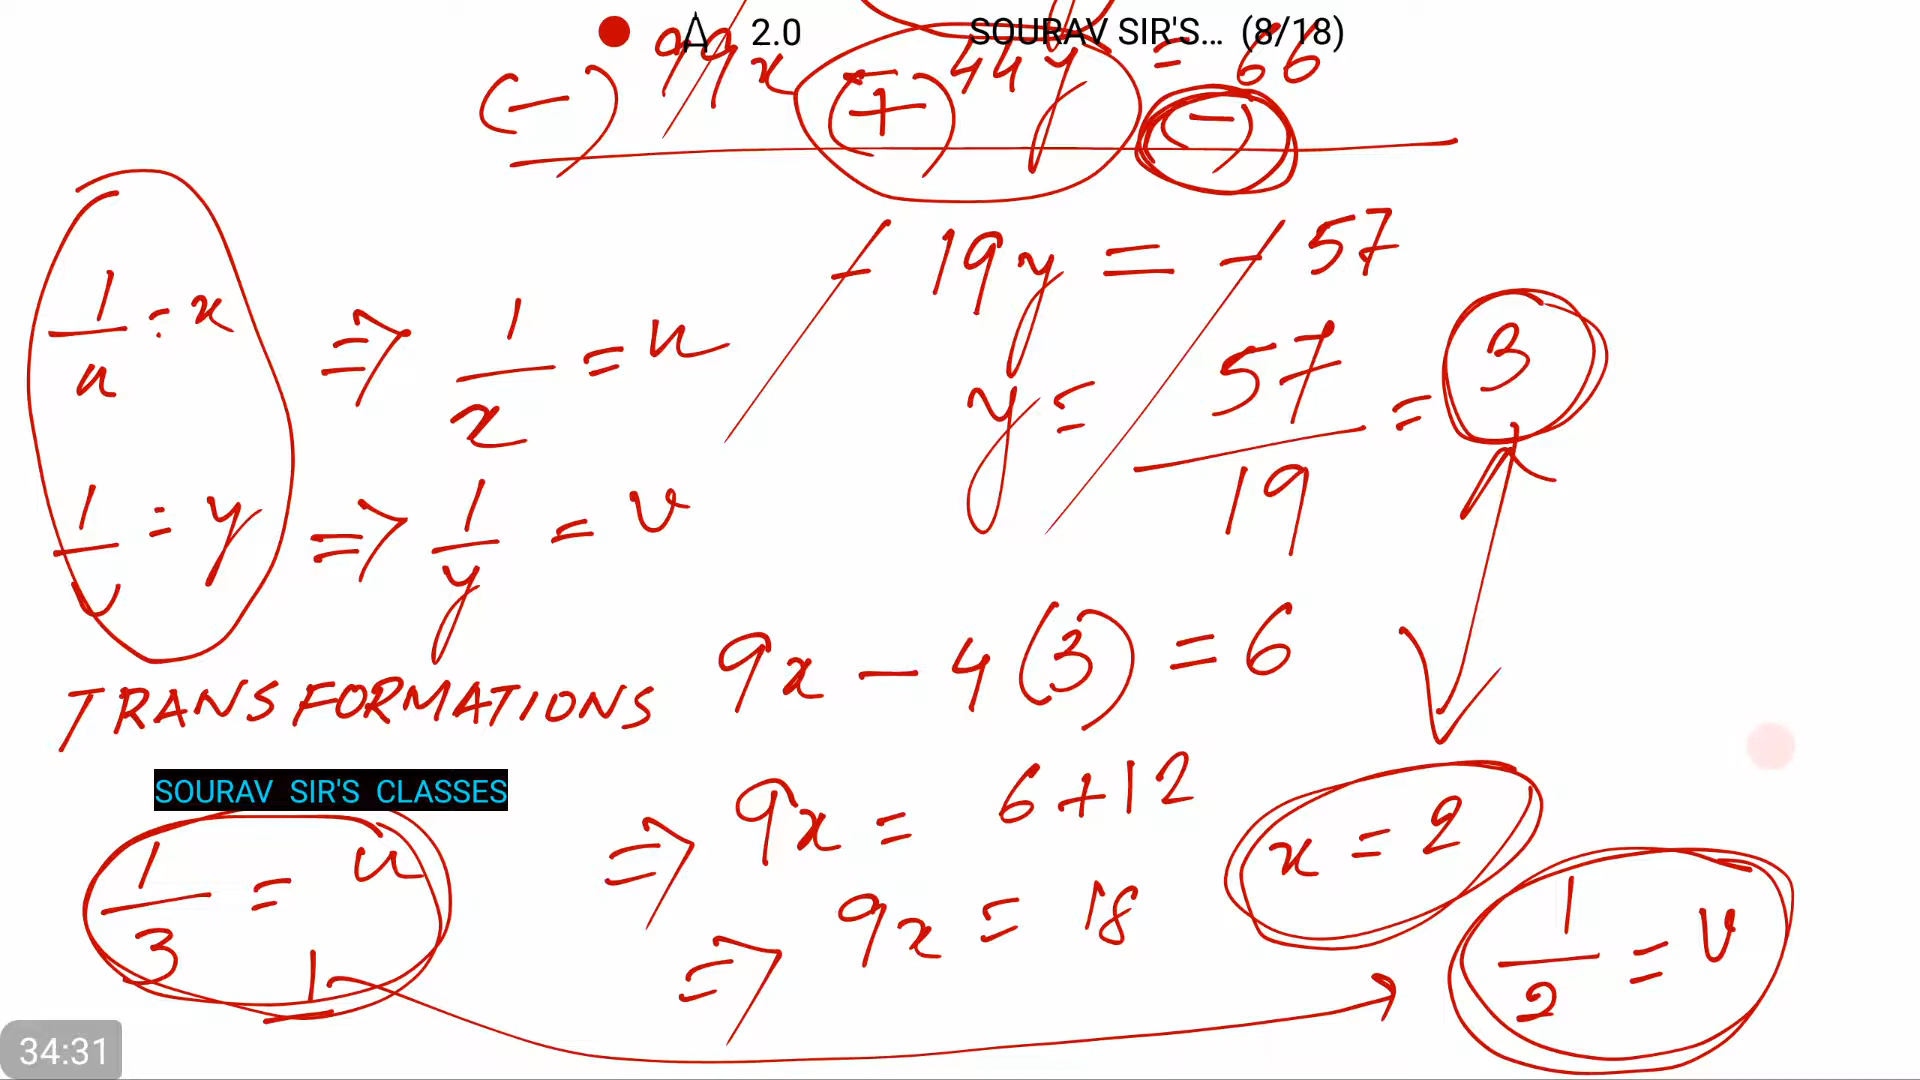 A 2.0 SOURAV SIR'S... (8/18)
(-) 99x (+) 44y = 66 (-)
- 19y = - 57
1/u = x ⇒ 1/x = u
y = 57/19 = 3
1/v = y ⇒ 1/y = v
9x - 4(3) = 6
TRANSFORMATIONS
SOURAV SIR'S CLASSES
⇒ 9x = 6+12
x = 2
1/3 = u
⇒ 9x = 18
1/2 = v
34:31